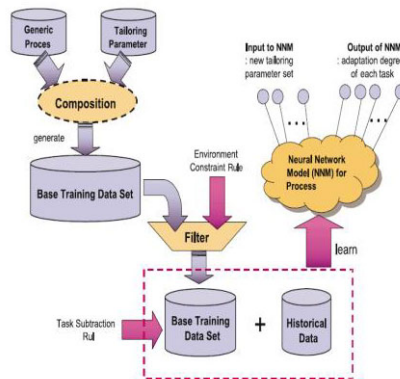 Generic
Proces
Tailoring
Parameter
Input to NNM
: new tailoring
parameter set
Output of NNM
: adaptation degre
of each task
...
...
Composition
generate
Environment
Constraint Rule
Neural Network
Model (NNM) for
Process
Base Training Data Set
Filter
learn
Task Subtraction
Rul
Base Training
Data Set
+
Historical
Data